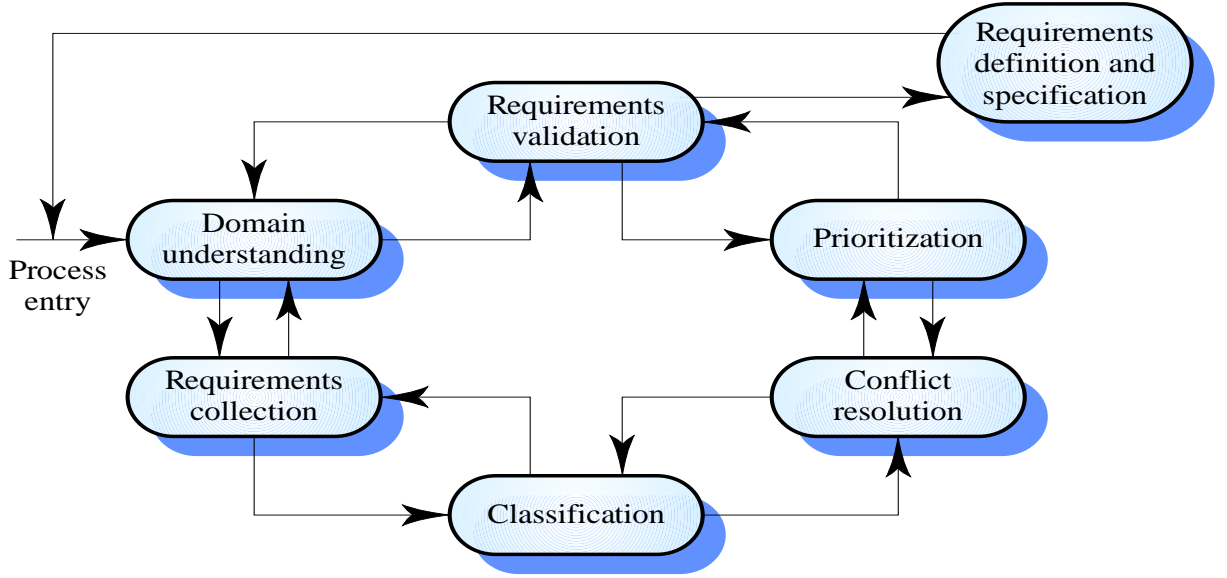 Requirements
definition and
specification
Requirements
validation
Domain
understanding
Prioritization
Process
entry
Requirements
collection
Conflict
resolution
Classification